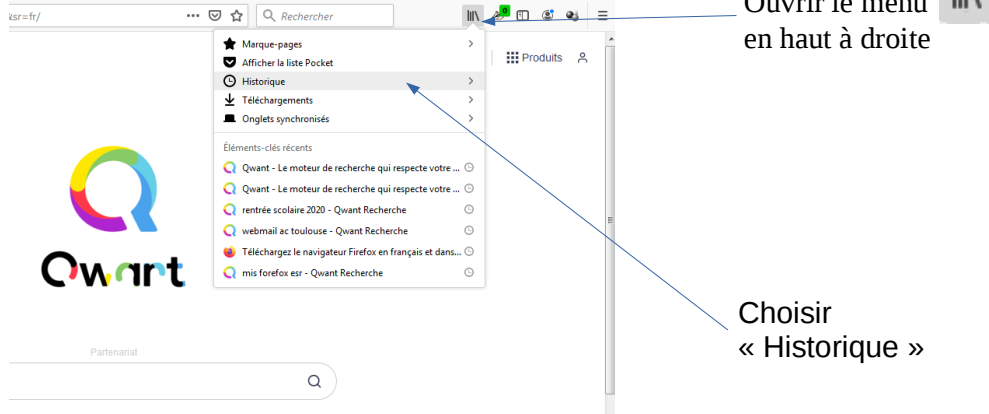 &sr=fr/
Rechercher
0
Ouvrir le menu
en haut à droite
Marque-pages
Afficher la liste Pocket
Historique
Téléchargements
Onglets synchronisés
Produits
Éléments-clés récents
Qwant - Le moteur de recherche qui respecte votre ...
Qwant - Le moteur de recherche qui respecte votre ...
rentrée scolaire 2020 - Qwant Recherche
webmail ac toulouse - Qwant Recherche
Téléchargez le navigateur Firefox en français et dans...
mis forefox esr - Qwant Recherche
Qwant
Choisir
« Historique »
Partenariat